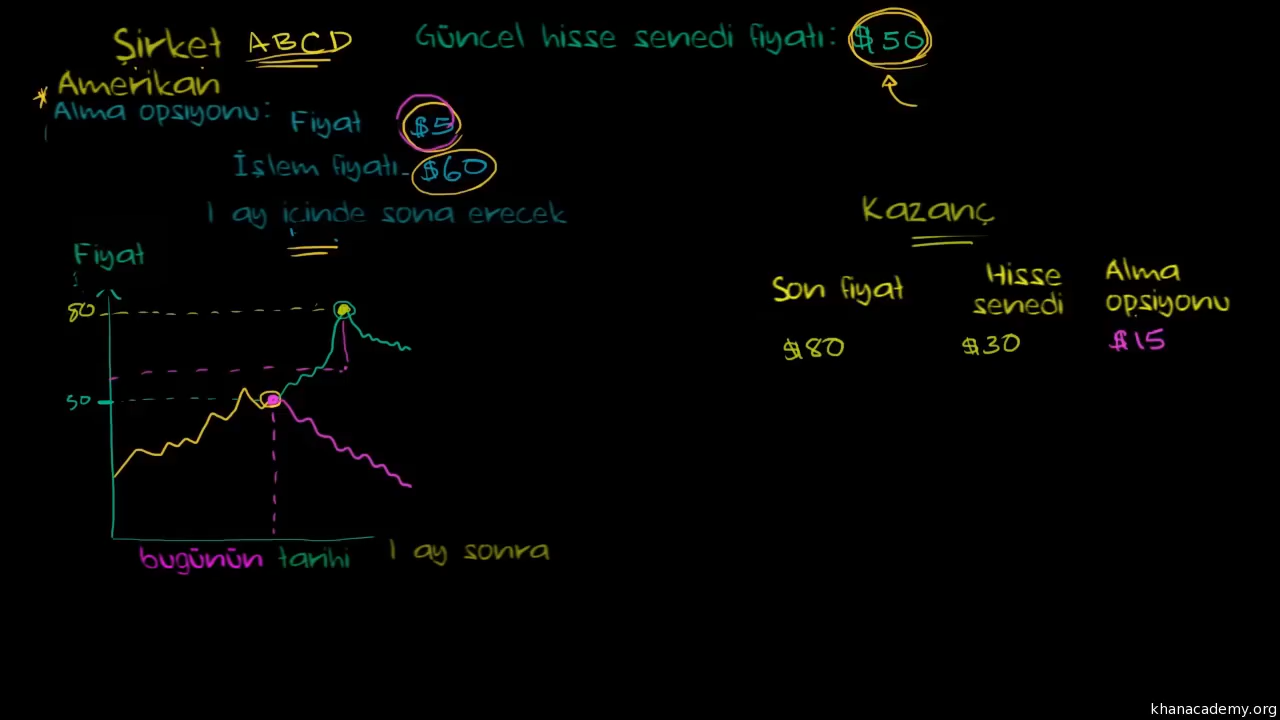 Şirket ABCD Güncel hisse senedi fiyatı: $50
Amerikan
Alma opsiyonu: Fiyat $5
İşlem fiyatı $60
1 ay içinde sona erecek
Kazanç
Fiyat
Son fiyat Hisse senedi Alma opsiyonu
80
$80 $30 $15
50
bugünün tarihi 1 ay sonra
khanacademy.org